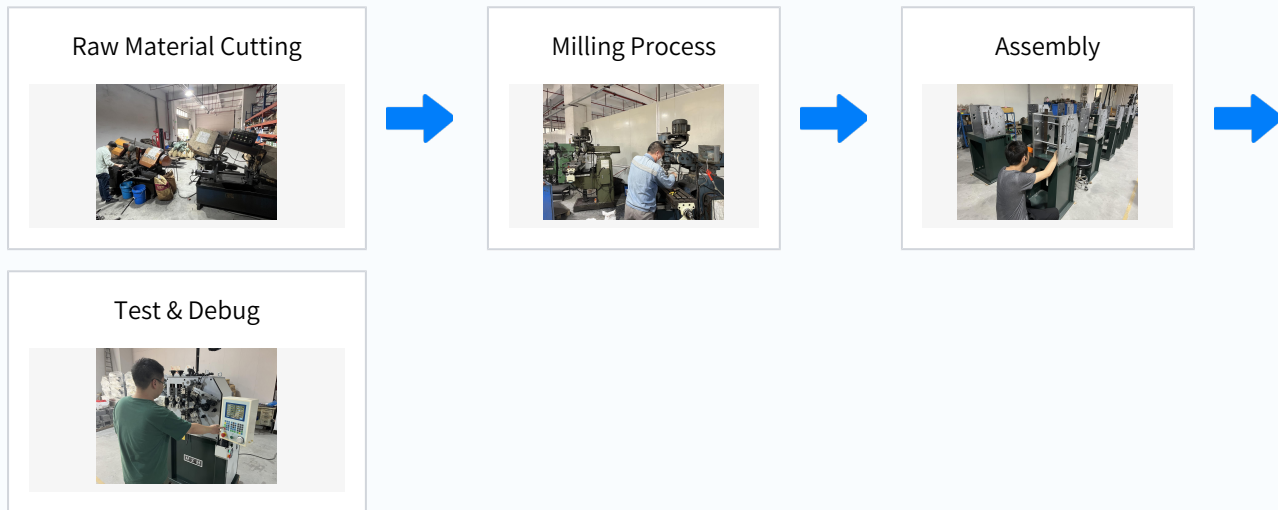 Raw Material Cutting
Milling Process
Assembly
Test & Debug